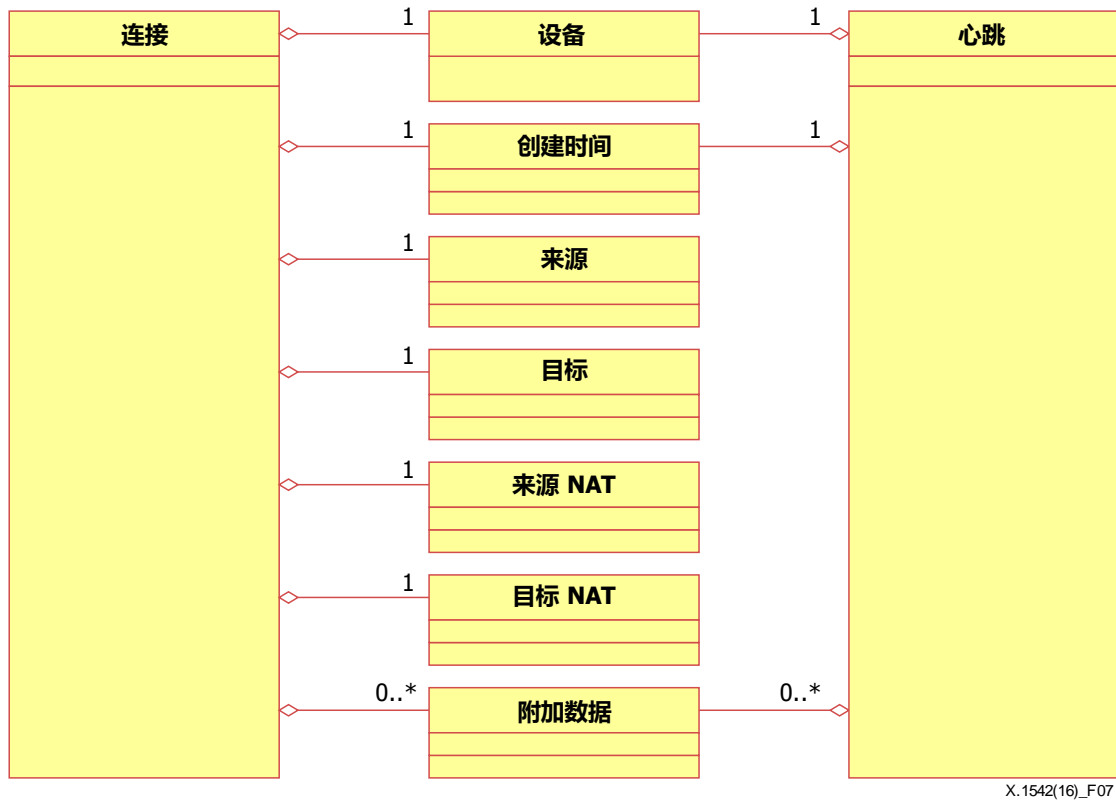 1 1
连接 设备 心跳
1 1
创建时间
1
来源
1
目标
1
来源 NAT
1
目标 NAT
0..* 0..*
附加数据
X.1542(16)_F07